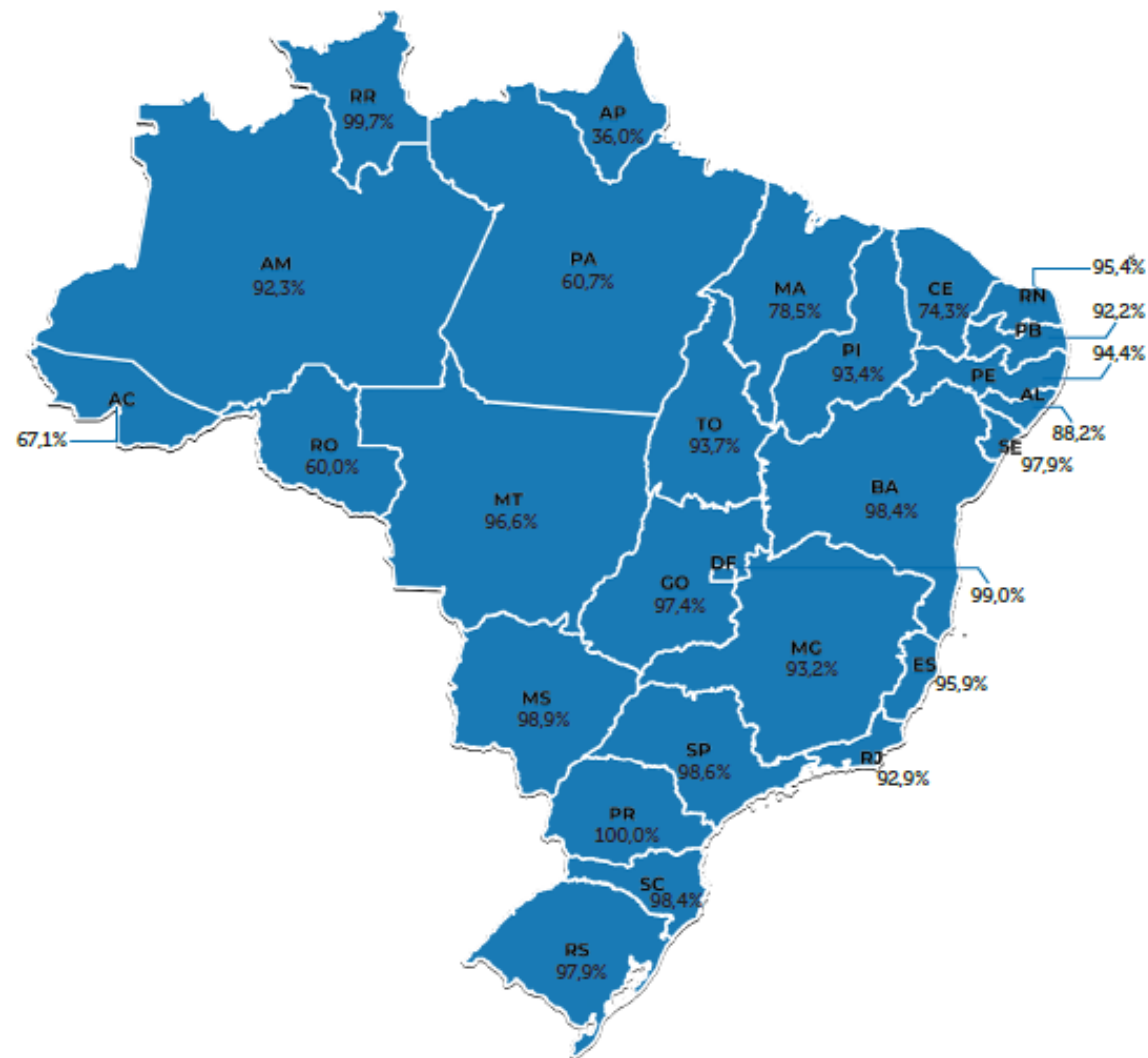 RR
99,7%
AP
36,0%
AM
92,3%
PA
60,7%
MA
78,5%
CE
74,3%
RN
95,4%
PB
92,2%
PI
93,4%
PE
94,4%
AC
67,1%
AL
88,2%
TO
93,7%
RO
60,0%
SE
97,9%
MT
96,6%
BA
98,4%
DF
99,0%
GO
97,4%
MG
93,2%
ES
95,9%
MS
98,9%
SP
98,6%
RJ
92,9%
PR
100,0%
SC
98,4%
RS
97,9%